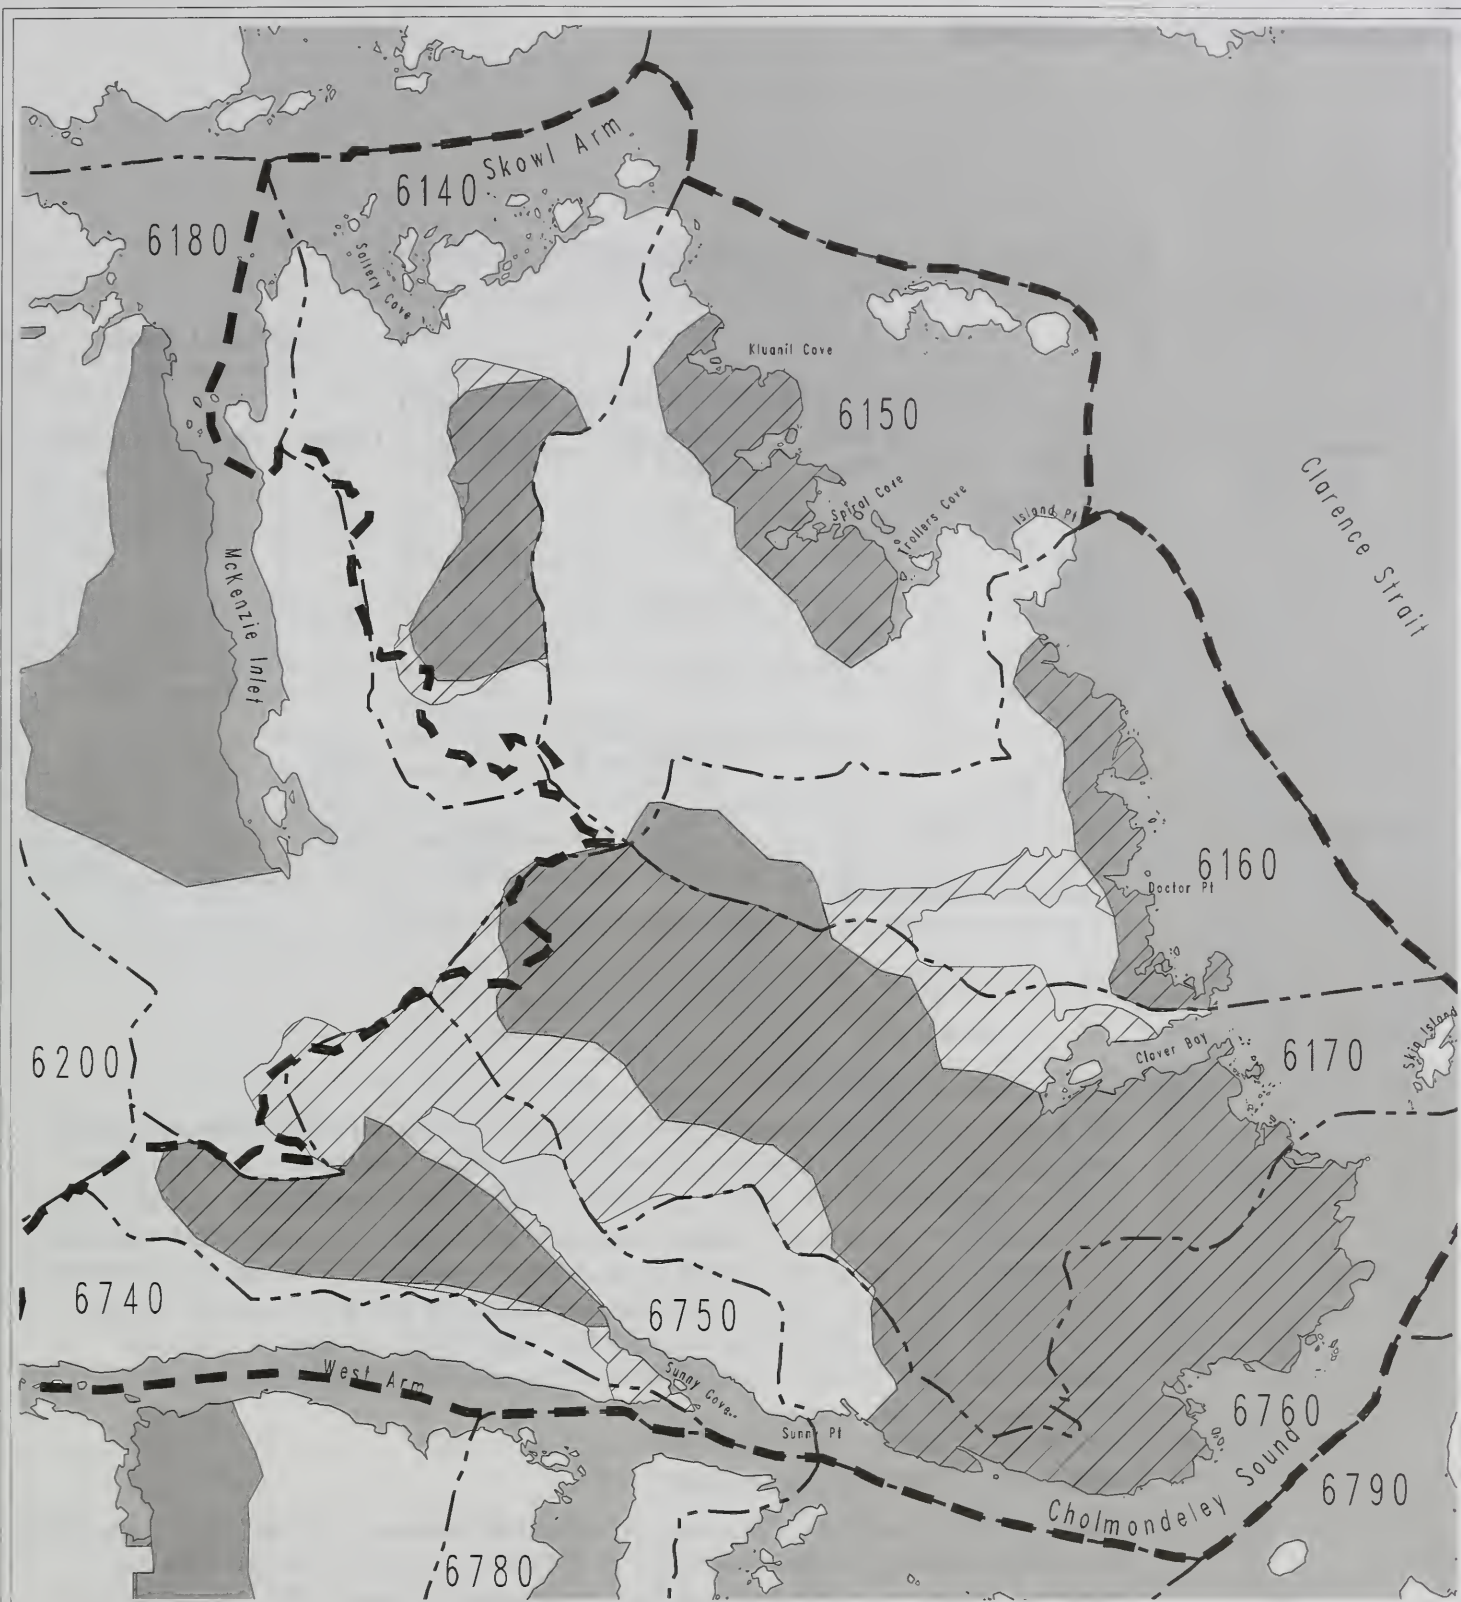 Skowl Arm
6140
6180
Sollery Cove
Kluanil Cove
6150
Spiral Cove
Trollers Cove
Island Pt
Clarence Strait
McKenzie Inlet
6160
Doctor Pt
Skin Island
Clover Bay
6170
6200
6740
6750
West Arm
Sunny Cove
Sunny Pt
6760
Cholmondeley Sound
6790
6780